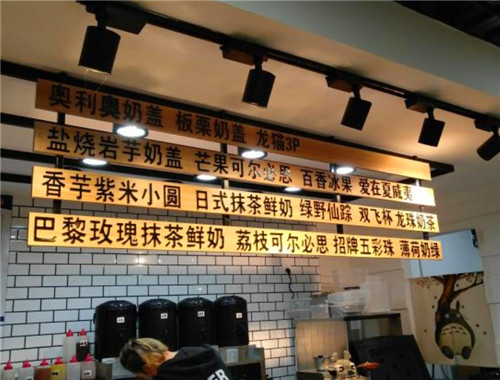 奥利奥奶盖 板栗奶盖 龙猫3P
盐烧岩芋奶盖 芒果可尔必思 百香冰果 爱在夏威夷
香芋紫米小圆 日式抹茶鲜奶 绿野仙踪 双飞杯 龙珠奶茶
巴黎玫瑰抹茶鲜奶 荔枝可尔必思 招牌五彩珠 薄荷奶绿